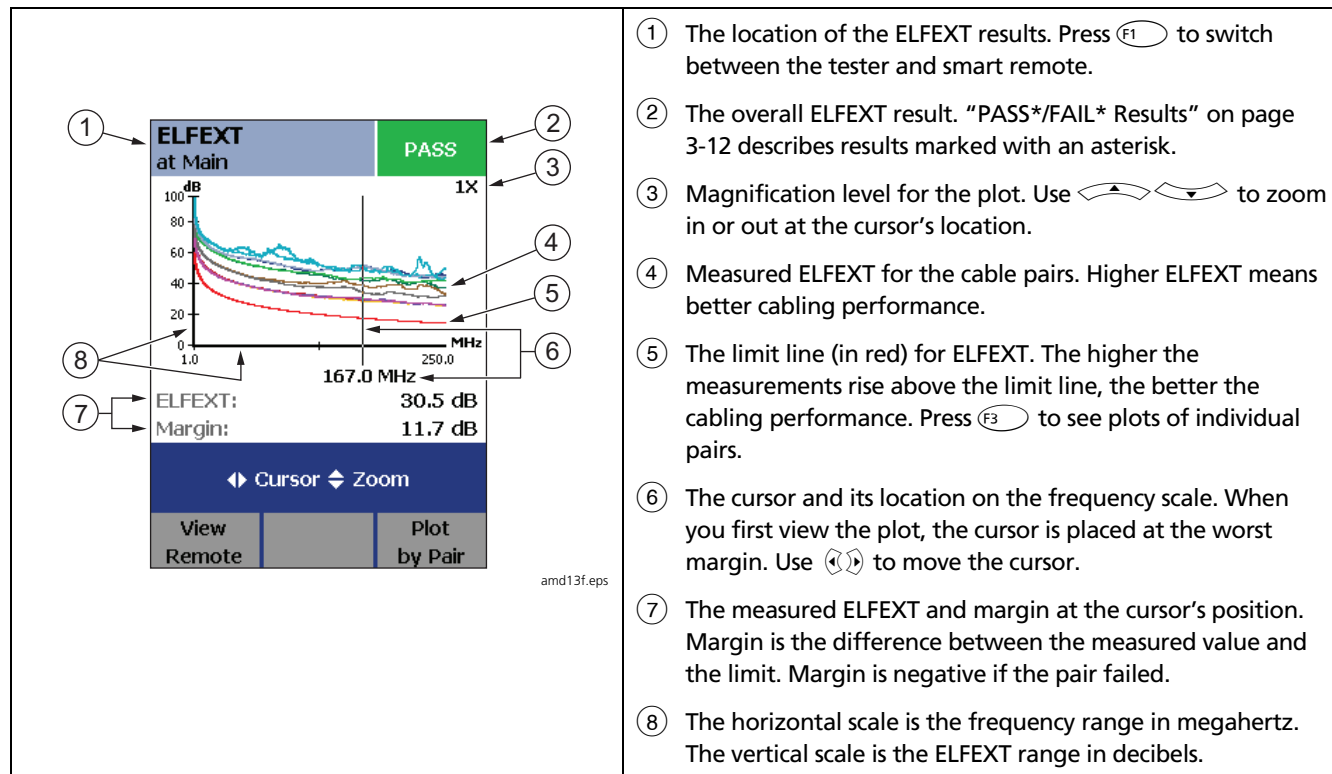 1
ELFEXT
at Main
PASS
2
3
1X
dB
100
80
60
40
20
0
4
5
MHz
1.0
250.0
167.0 MHz
6
8
7
ELFEXT:
30.5 dB
Margin:
11.7 dB
Cursor Zoom
View
Remote
Plot
by Pair
amd13f.eps
1 The location of the ELFEXT results. Press F1 to switch
between the tester and smart remote.
2 The overall ELFEXT result. “PASS*/FAIL* Results” on page
3-12 describes results marked with an asterisk.
3 Magnification level for the plot. Use to zoom
in or out at the cursor’s location.
4 Measured ELFEXT for the cable pairs. Higher ELFEXT means
better cabling performance.
5 The limit line (in red) for ELFEXT. The higher the
measurements rise above the limit line, the better the
cabling performance. Press F3 to see plots of individual
pairs.
6 The cursor and its location on the frequency scale. When
you first view the plot, the cursor is placed at the worst
margin. Use to move the cursor.
7 The measured ELFEXT and margin at the cursor’s position.
Margin is the difference between the measured value and
the limit. Margin is negative if the pair failed.
8 The horizontal scale is the frequency range in megahertz.
The vertical scale is the ELFEXT range in decibels.